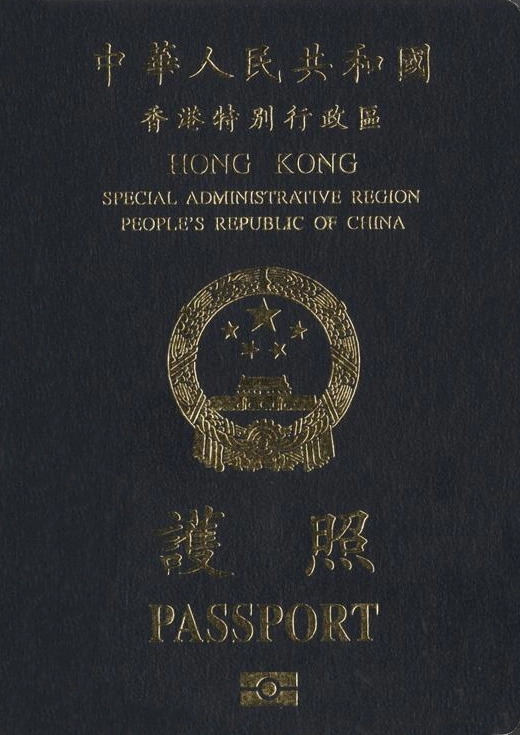 中華人民共和國
香港特別行政區
HONG KONG
SPECIAL ADMINISTRATIVE REGION
PEOPLE'S REPUBLIC OF CHINA
護照
PASSPORT